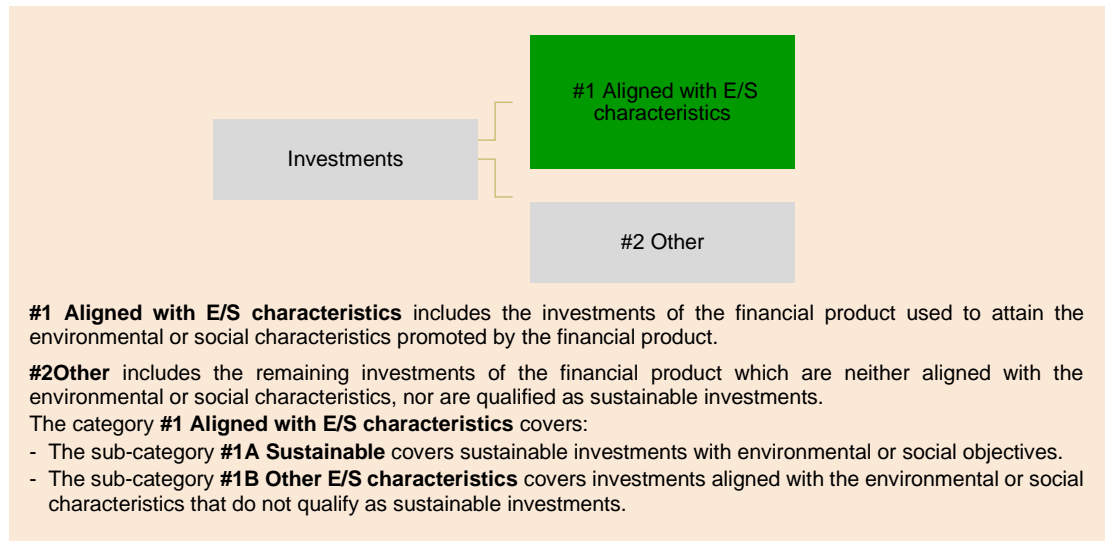 #1 Aligned with E/S
characteristics
Investments
#2 Other
#1 Aligned with E/S characteristics includes the investments of the financial product used to attain the
environmental or social characteristics promoted by the financial product.
#2Other includes the remaining investments of the financial product which are neither aligned with the
environmental or social characteristics, nor are qualified as sustainable investments.
The category #1 Aligned with E/S characteristics covers:
- The sub-category #1A Sustainable covers sustainable investments with environmental or social objectives.
- The sub-category #1B Other E/S characteristics covers investments aligned with the environmental or social
characteristics that do not qualify as sustainable investments.